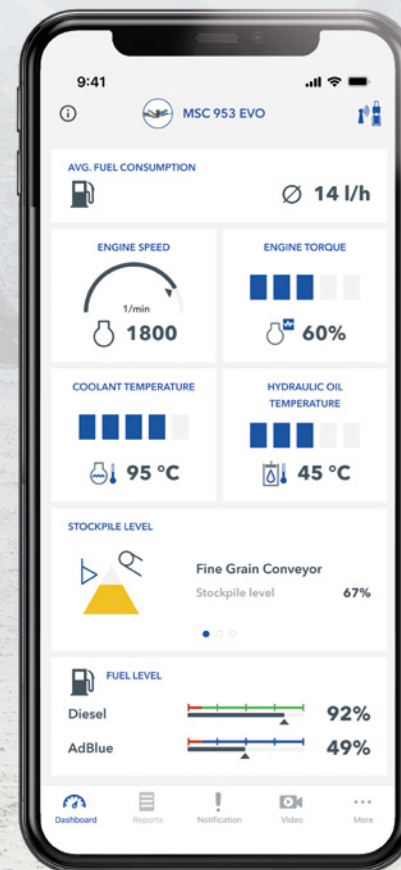 9:41
MSC 953 EVO
AVG. FUEL CONSUMPTION
Ø 14 l/h
ENGINE SPEED
1/min
1800
ENGINE TORQUE
60%
COOLANT TEMPERATURE
95 °C
HYDRAULIC OIL
TEMPERATURE
45 °C
STOCKPILE LEVEL
Fine Grain Conveyor
Stockpile level 67%
FUEL LEVEL
Diesel 92%
AdBlue 49%
Dashboard Reports Notification Video More